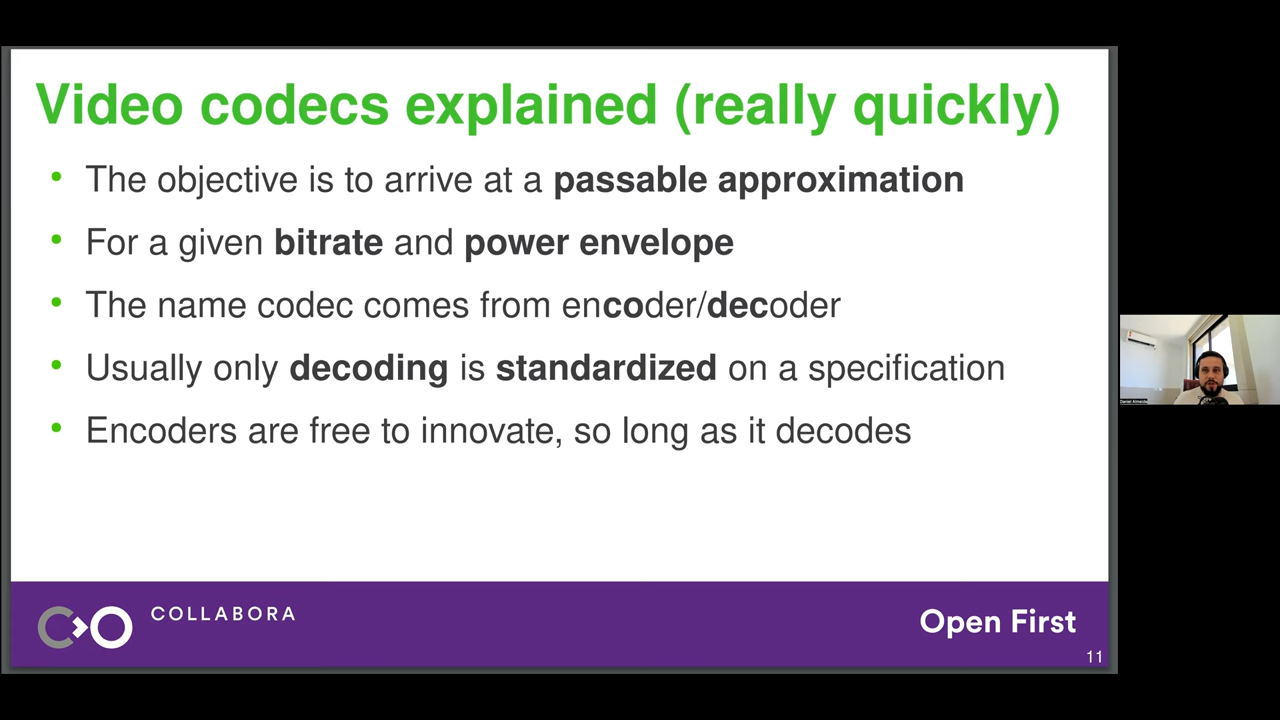 Video codecs explained (really quickly)
The objective is to arrive at a passable approximation
For a given bitrate and power envelope
The name codec comes from encoder/decoder
Usually only decoding is standardized on a specification
Encoders are free to innovate, so long as it decodes
COLLABORA
Open First
11
Daniel Almeida